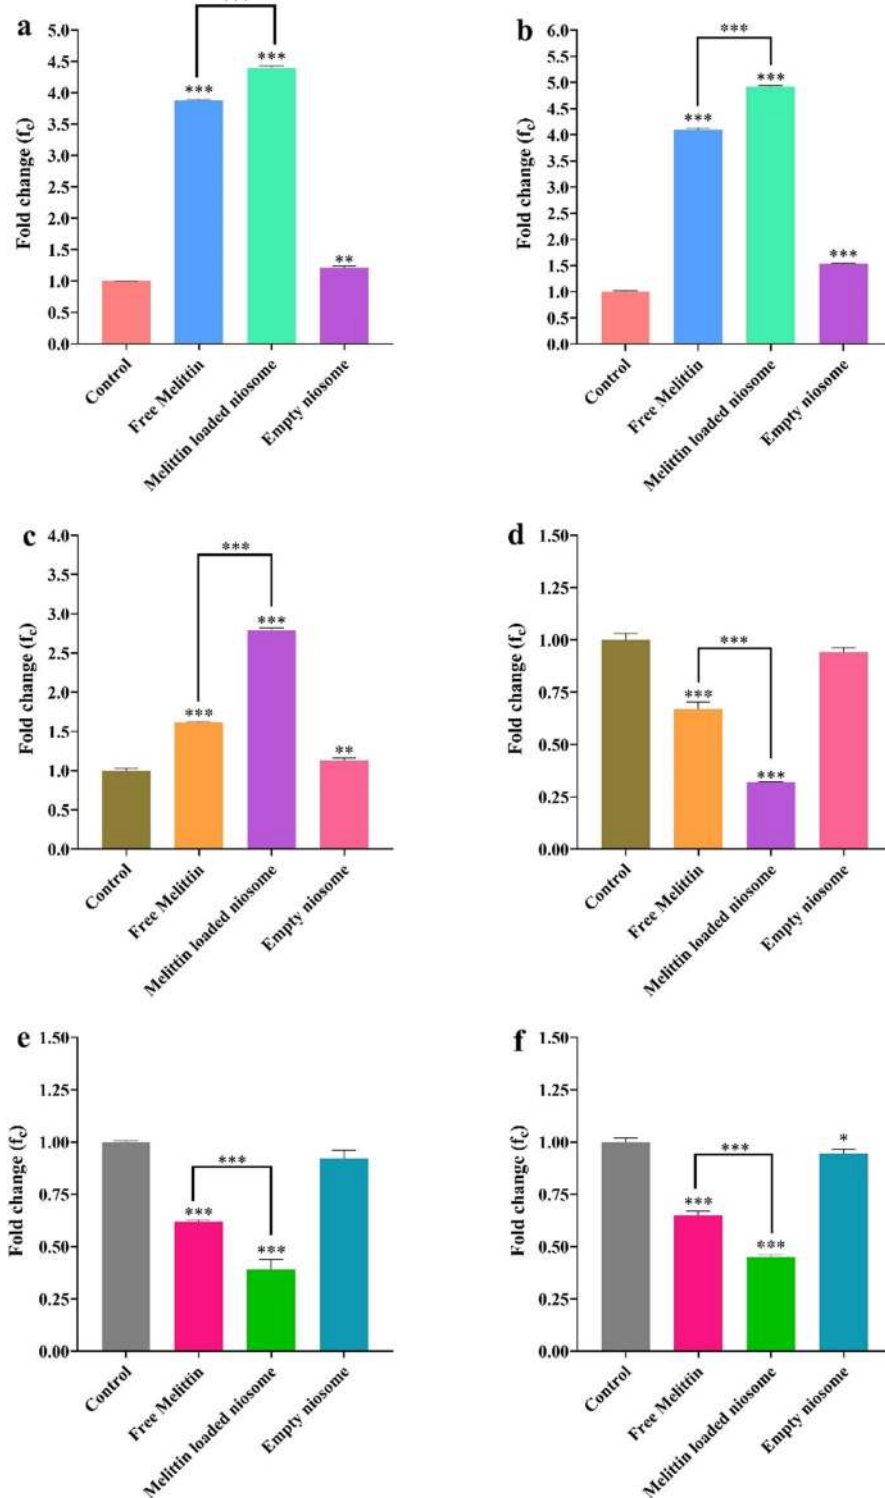 a
***
5.0
4.5
4.0
3.5
3.0
2.5
2.0
1.5
1.0
0.5
0.0
Fold change (fc)
***
***
**
Control
Free Melittin
Melittin loaded niosome
Empty niosome
b
6.0
5.5
5.0
4.5
4.0
3.5
3.0
2.5
2.0
1.5
1.0
0.5
0.0
Fold change (fc)
***
***
***
***
Control
Free Melittin
Melittin loaded niosome
Empty niosome
c
4.0
3.5
3.0
2.5
2.0
1.5
1.0
0.5
0.0
Fold change (fc)
***
***
***
**
Control
Free Melittin
Melittin loaded niosome
Empty niosome
d
1.50
1.25
1.00
0.75
0.50
0.25
0.00
Fold change (fc)
***
***
***
Control
Free Melittin
Melittin loaded niosome
Empty niosome
e
1.50
1.25
1.00
0.75
0.50
0.25
0.00
Fold change (fc)
***
***
***
Control
Free Melittin
Melittin loaded niosome
Empty niosome
f
1.50
1.25
1.00
0.75
0.50
0.25
0.00
Fold change (fc)
***
***
***
*
Control
Free Melittin
Melittin loaded niosome
Empty niosome